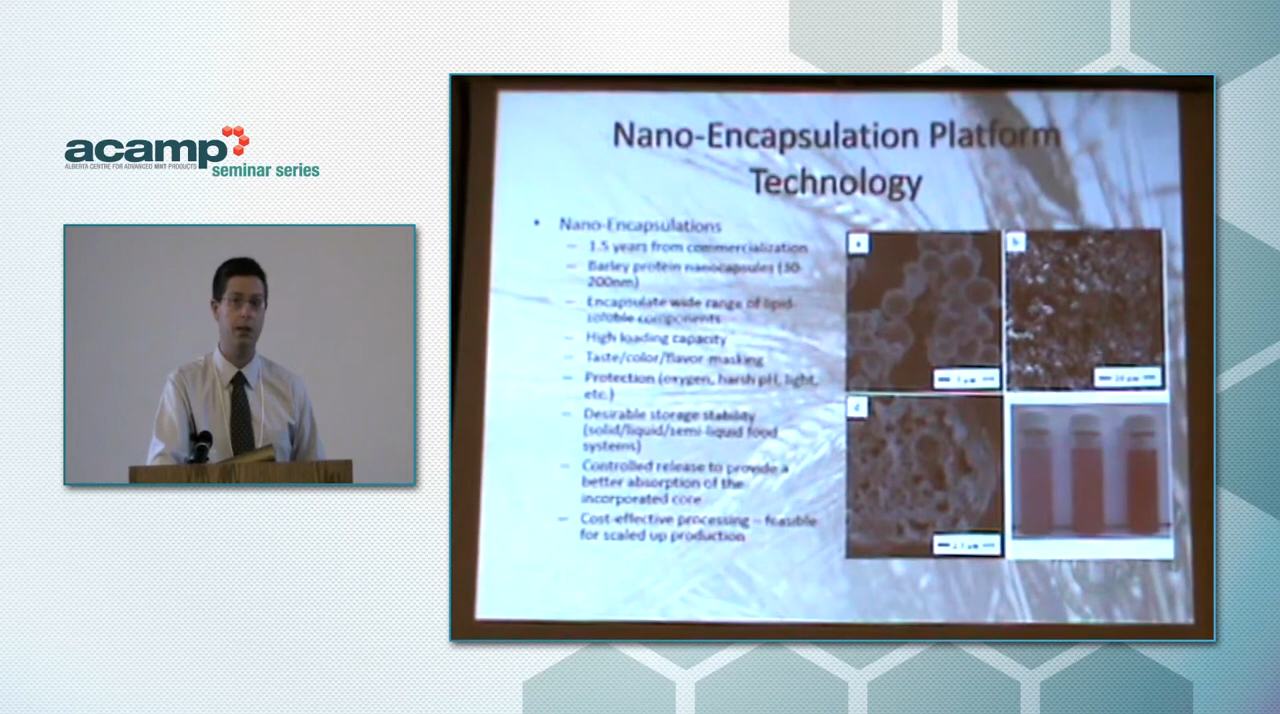 acamp
ALBERTA CENTRE FOR ADVANCED MNT PRODUCTS
seminar series
Nano-Encapsulation Platform
Technology
• Nano-Encapsulations
– 1.5 years from commercialization
– Barley protein nanocapsules (30-
200nm)
– Encapsulate wide range of lipid-
soluble components
– High loading capacity
– Taste/color/flavor masking
– Protection (oxygen, harsh pH, light,
etc.)
– Desirable storage stability
(solid/liquid/semi-liquid food
systems)
– Controlled release to provide a
better absorption of the
incorporated core
– Cost-effective processing – feasible
for scaled up production
a
b